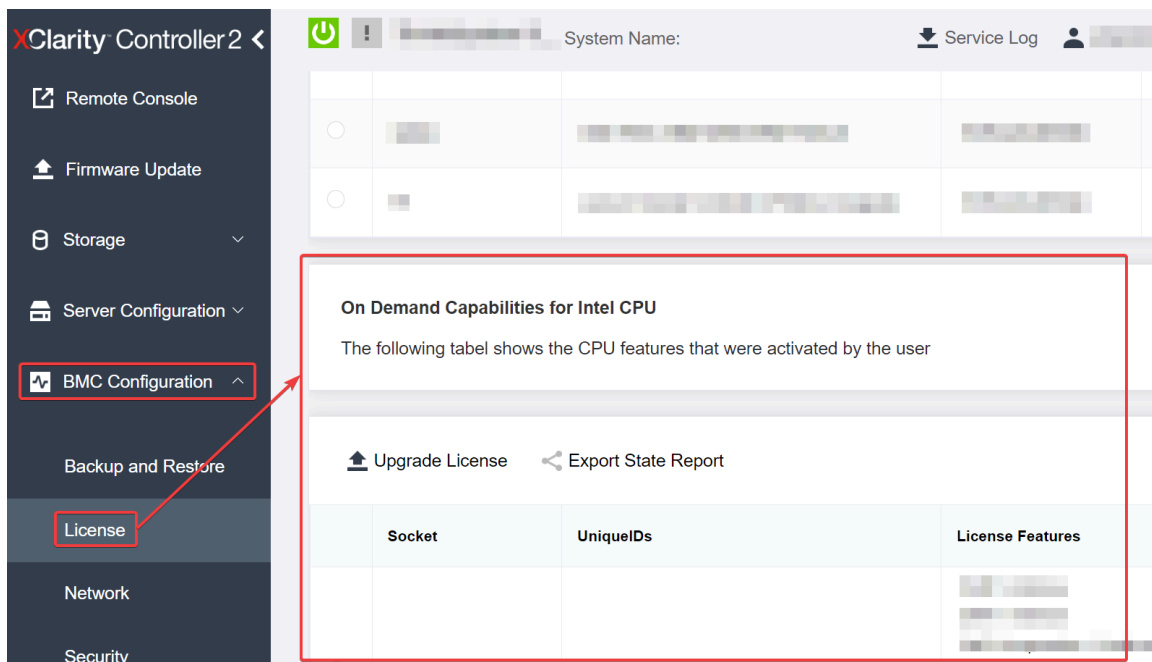 XClarity Controller 2
Remote Console
Firmware Update
Storage
Server Configuration
BMC Configuration
Backup and Restore
License
Network
Security
System Name:
Service Log
On Demand Capabilities for Intel CPU
The following tabel shows the CPU features that were activated by the user
Upgrade License
Export State Report
Socket
UniqueIDs
License Features